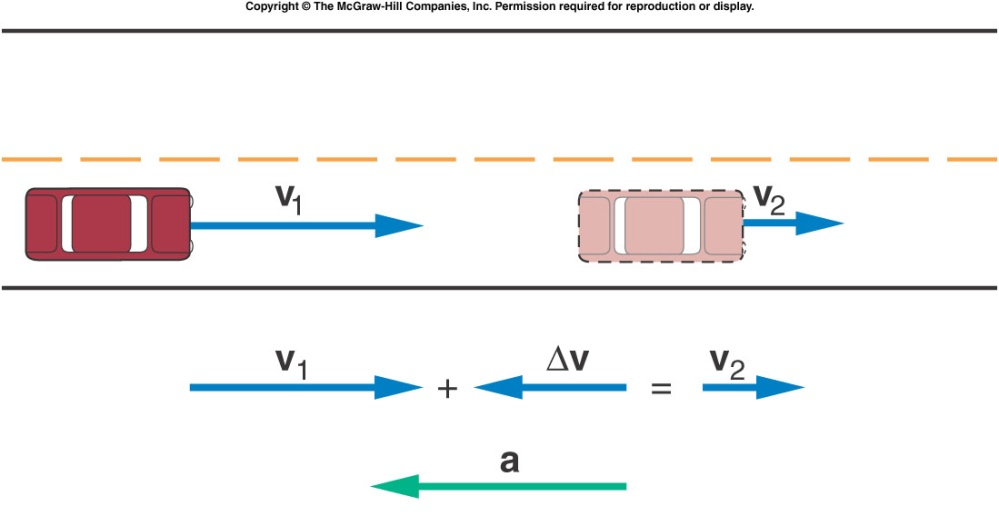 Copyright © The McGraw-Hill Companies, Inc. Permission required for reproduction or display.
v₁ v₂
v₁ + Δv = v₂
a